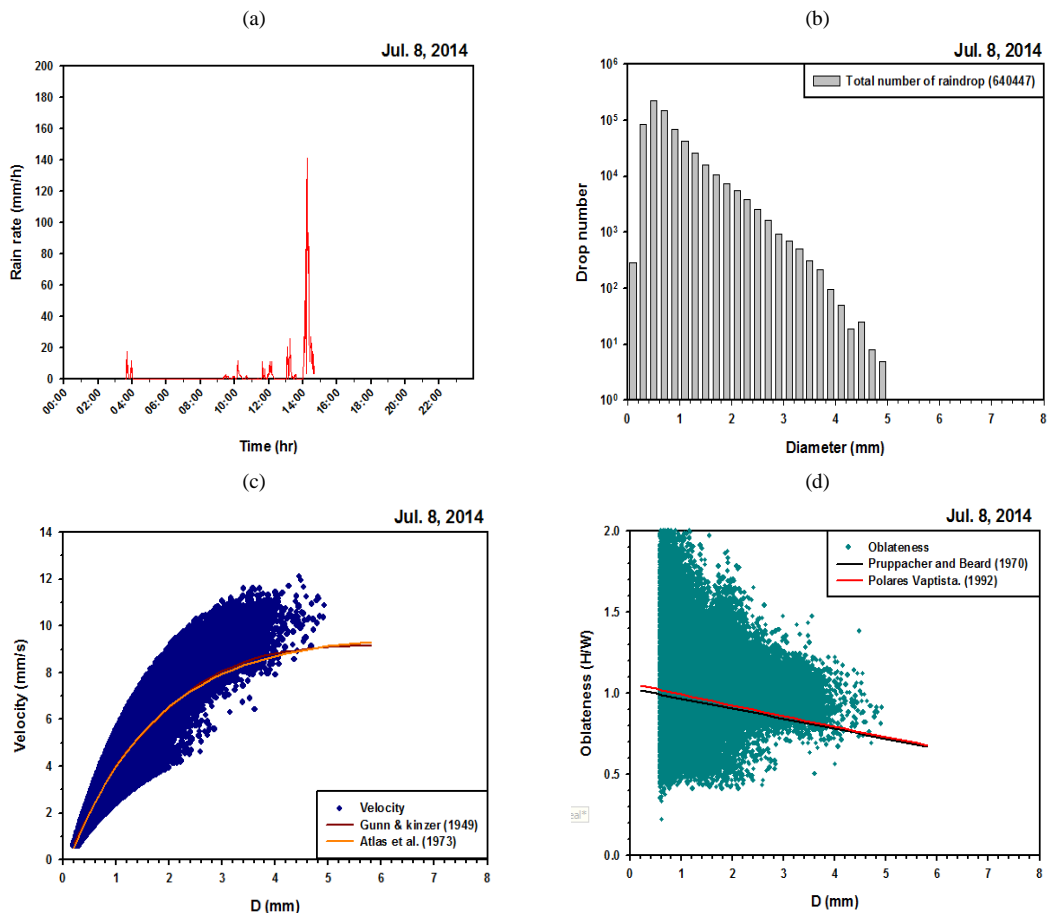 (a)
Jul. 8, 2014
200
180
160
140
120
100
80
60
40
20
0
Rain rate (mm/h)
00:00 02:00 04:00 06:00 08:00 10:00 12:00 14:00 16:00 18:00 20:00 22:00
Time (hr)
(b)
Jul. 8, 2014
Total number of raindrop (640447)
10⁶
10⁵
10⁴
10³
10²
10¹
10⁰
Drop number
0 1 2 3 4 5 6 7 8
Diameter (mm)
(c)
Jul. 8, 2014
14
12
10
8
6
4
2
0
Velocity (mm/s)
Velocity
Gunn & kinzer (1949)
Atlas et al. (1973)
0 1 2 3 4 5 6 7 8
D (mm)
(d)
Jul. 8, 2014
Oblateness
Pruppacher and Beard (1970)
Polares Vaptista. (1992)
2.0
1.5
1.0
0.5
0.0
Oblateness (H/W)
0 1 2 3 4 5 6 7 8
D (mm)